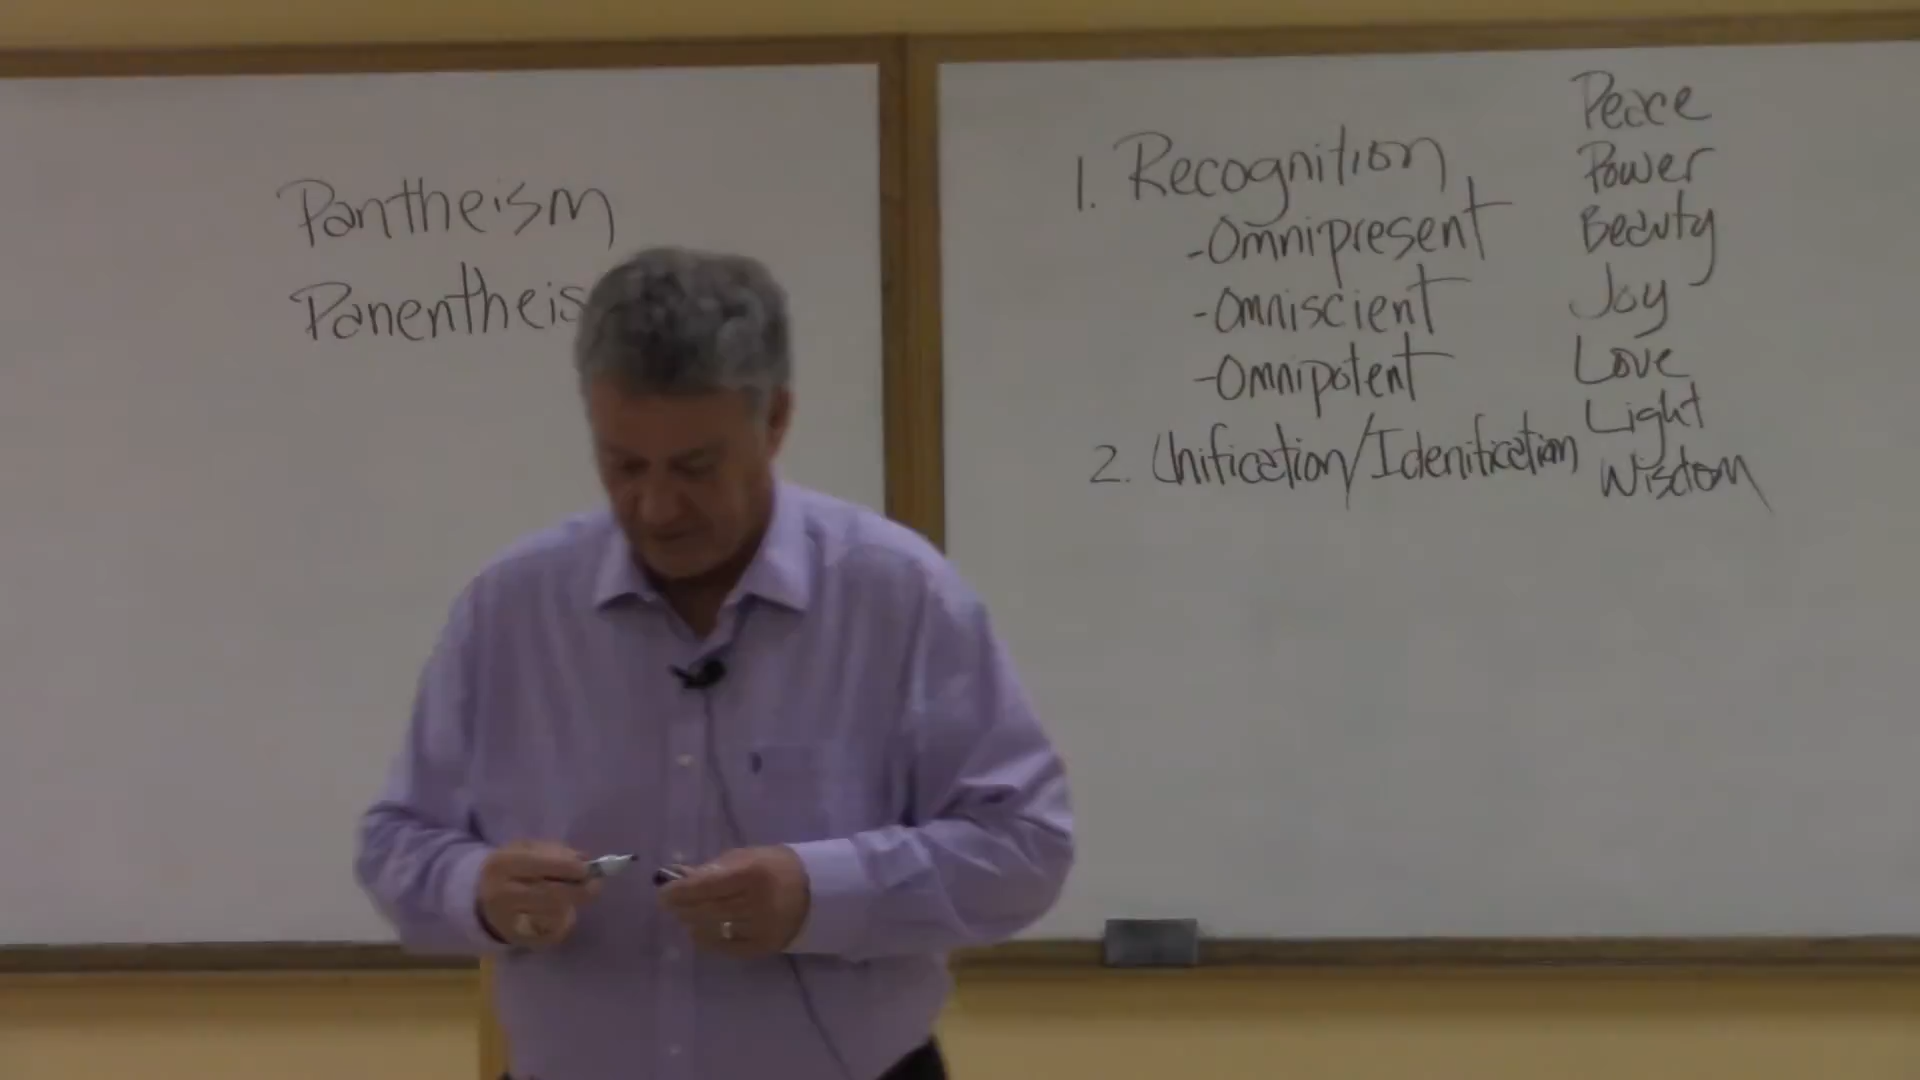 Pantheism
Panentheis
1. Recognition
-Omnipresent
-Omniscient
-Omnipotent
2. Unification/Idenification
Peace
Power
Beauty
Joy
Love
Light
Wisdom